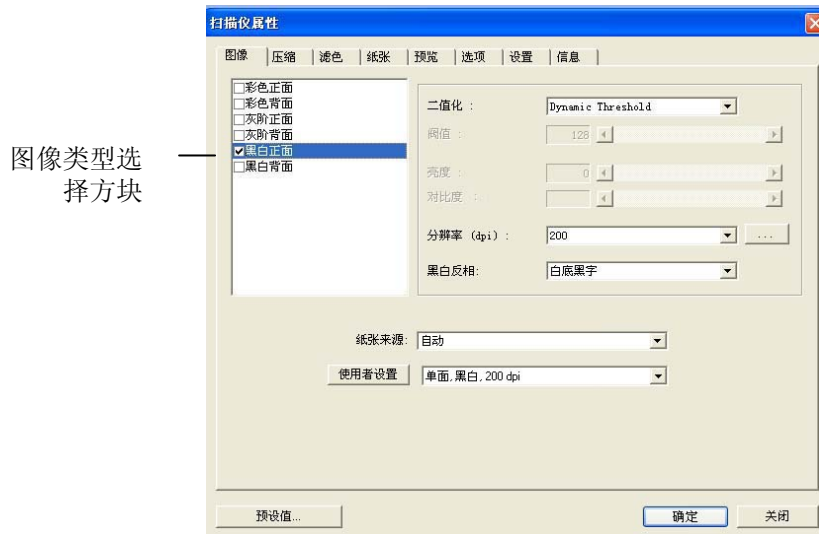 扫描仪属性
图像 压缩 滤色 纸张 预览 选项 设置 信息
彩色正面
彩色背面
灰阶正面
灰阶背面
黑白正面
黑白背面
图像类型选
择方块
二值化 : Dynamic Threshold
阈值 : 128
亮度 : 0
对比度 :
分辨率 (dpi) : 200 ...
黑白反相: 白底黑字
纸张来源: 自动
使用者设置 单面,黑白,200 dpi
预设值... 确定 关闭